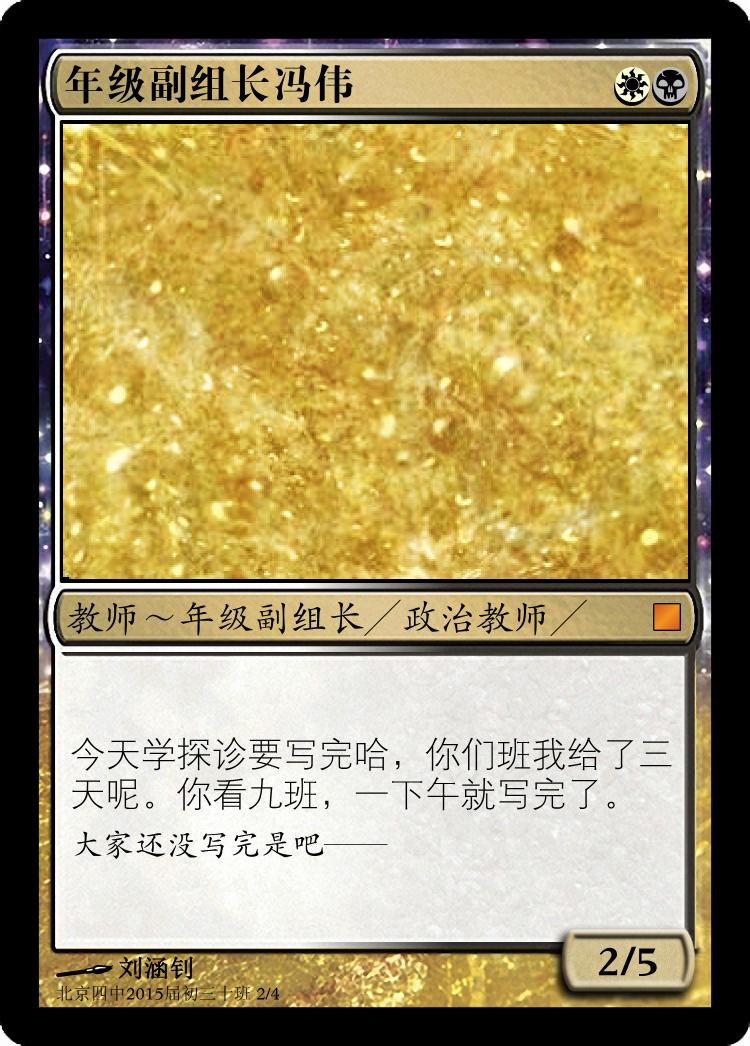 年级副组长冯伟
教师～年级副组长／政治教师／
今天学探诊要写完哈，你们班我给了三
天呢。你看九班，一下午就写完了。
大家还没写完是吧——
2/5
刘涵钊
北京四中2015届初三十班 2/4